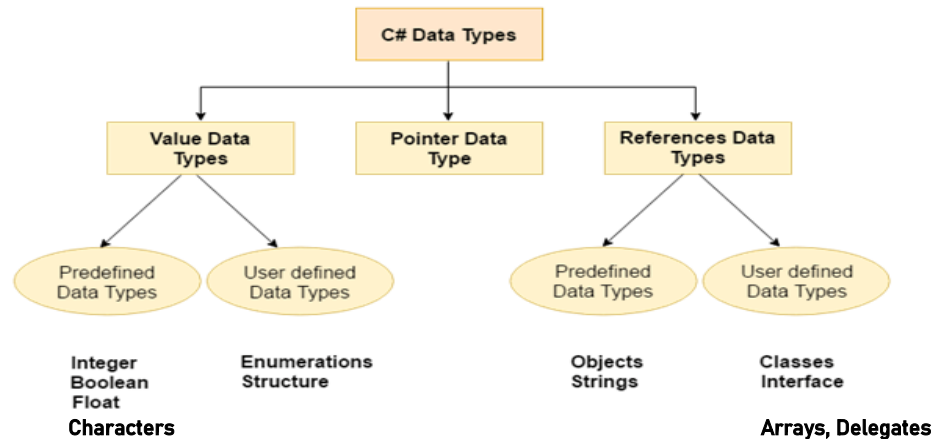 C# Data Types
Value Data
Types
Pointer Data
Type
References Data
Types
Predefined
Data Types
User defined
Data Types
Predefined
Data Types
User defined
Data Types
Integer
Boolean
Float
Characters
Enumerations
Structure
Objects
Strings
Classes
Interface
Arrays, Delegates